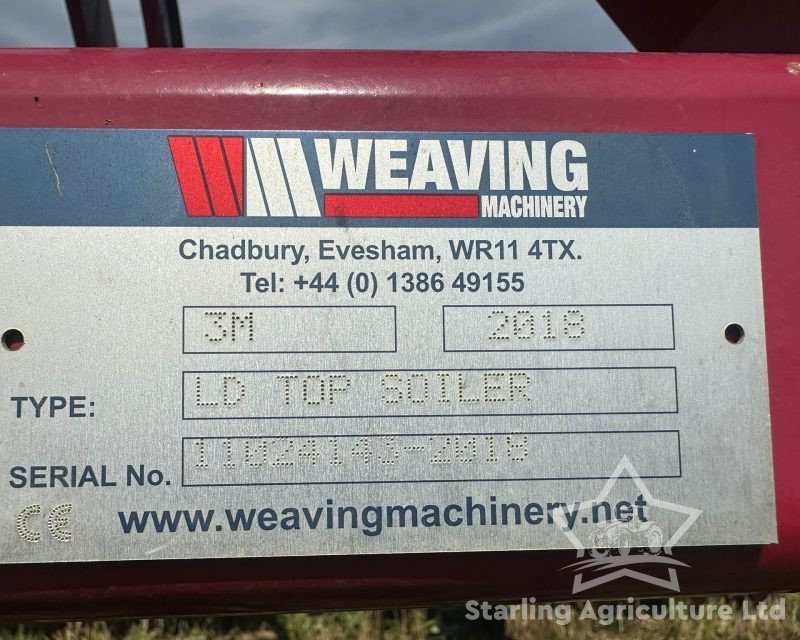 WEAVING
MACHINERY
Chadbury, Evesham, WR11 4TX.
Tel: +44 (0) 1386 49155
3M 2018
TYPE: LD TOP SOILER
SERIAL No. 11024143-2018
CE www.weavingmachinery.net
Starling Agriculture Ltd